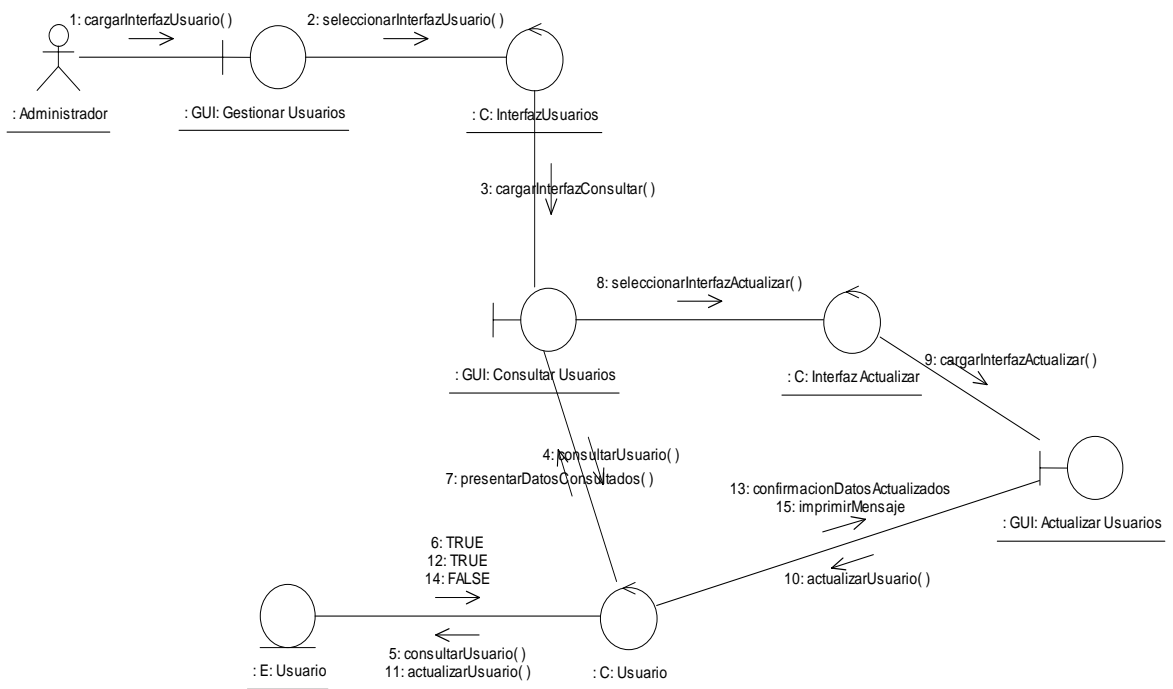 1: cargarInterfazUsuario( )
2: seleccionarInterfazUsuario( )
: Administrador
: GUI: Gestionar Usuarios
: C: InterfazUsuarios
3: cargarInterfazConsultar( )
8: seleccionarInterfazActualizar( )
9: cargarInterfazActualizar( )
: GUI: Consultar Usuarios
: C: Interfaz Actualizar
4: consultarUsuario( )
7: presentarDatosConsultados( )
13: confirmacionDatosActualizados
15: imprimirMensaje
: GUI: Actualizar Usuarios
6: TRUE
12: TRUE
14: FALSE
10: actualizarUsuario( )
5: consultarUsuario( )
11: actualizarUsuario( )
: E: Usuario
: C: Usuario